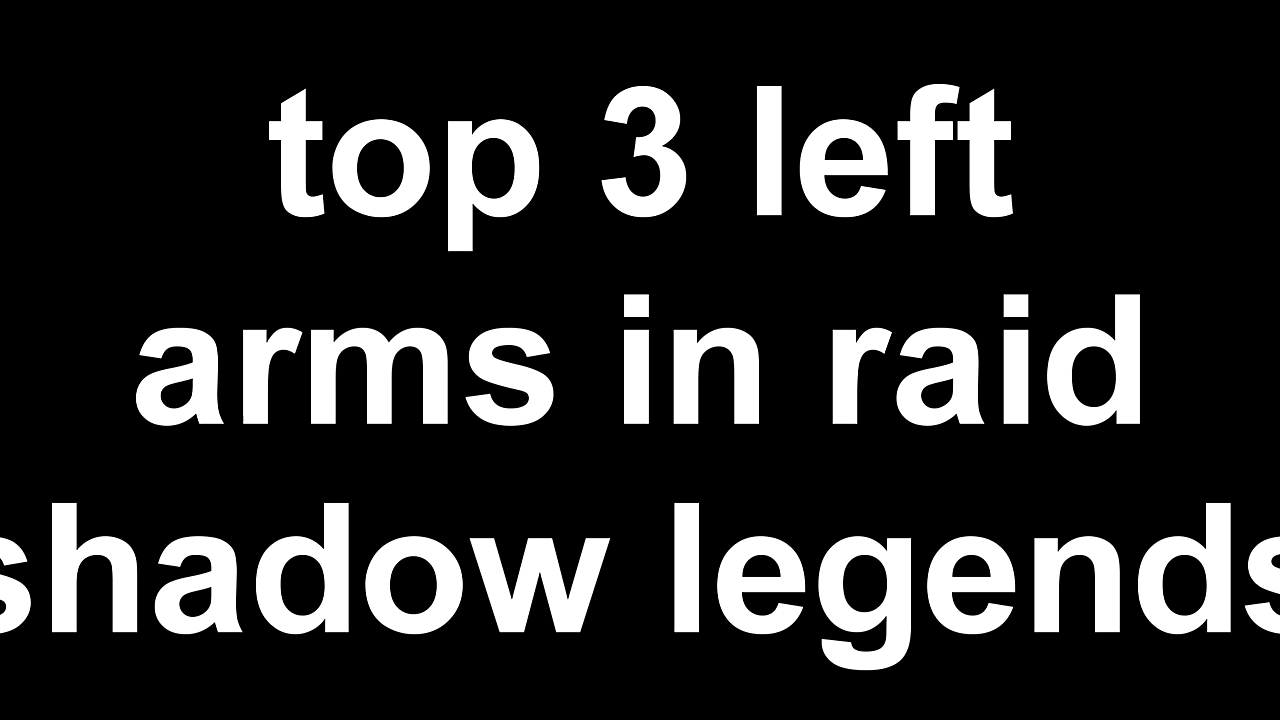 top 3 left
arms in raid
shadow legends